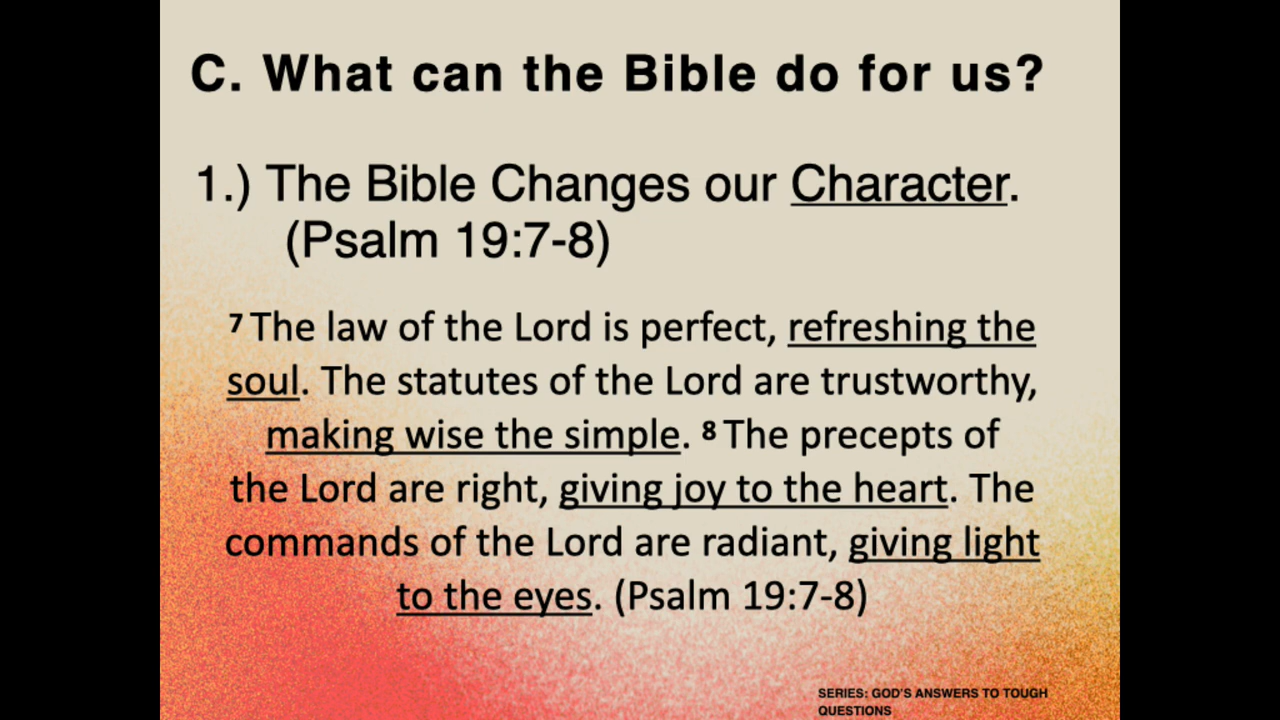 C. What can the Bible do for us?
1.) The Bible Changes our Character.
(Psalm 19:7-8)
7 The law of the Lord is perfect, refreshing the
soul. The statutes of the Lord are trustworthy,
making wise the simple. 8 The precepts of
the Lord are right, giving joy to the heart. The
commands of the Lord are radiant, giving light
to the eyes. (Psalm 19:7-8)
SERIES: GOD'S ANSWERS TO TOUGH
QUESTIONS